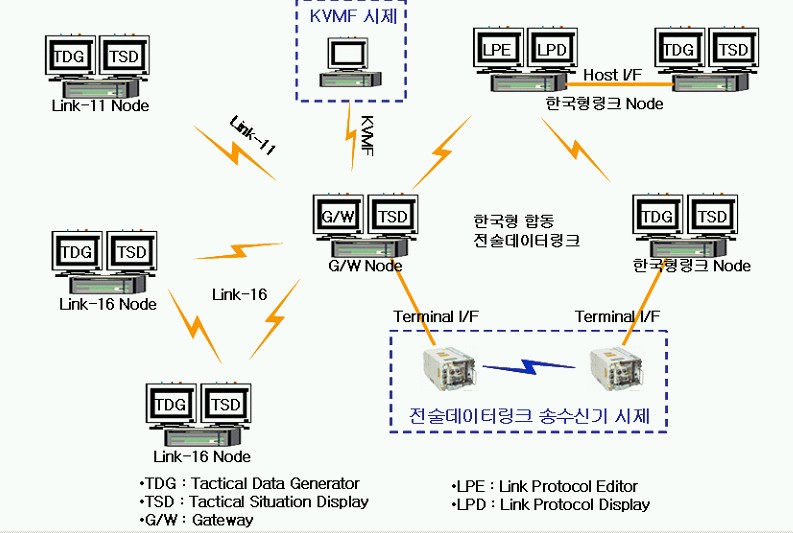 KVMF 시제
TDG TSD
Link-11 Node
LPE LPD
Host I/F
TDG TSD
한국형링크 Node
Link-11
KVMF
G/W TSD
G/W Node
한국형 합동
전술데이터링크
TDG TSD
한국형링크 Node
TDG TSD
Link-16 Node
Link-16
Terminal I/F
Terminal I/F
전술데이터링크 송수신기 시제
TDG TSD
Link-16 Node
•TDG : Tactical Data Generator
•TSD : Tactical Situation Display
•G/W : Gateway
•LPE : Link Protocol Editor
•LPD : Link Protocol Display